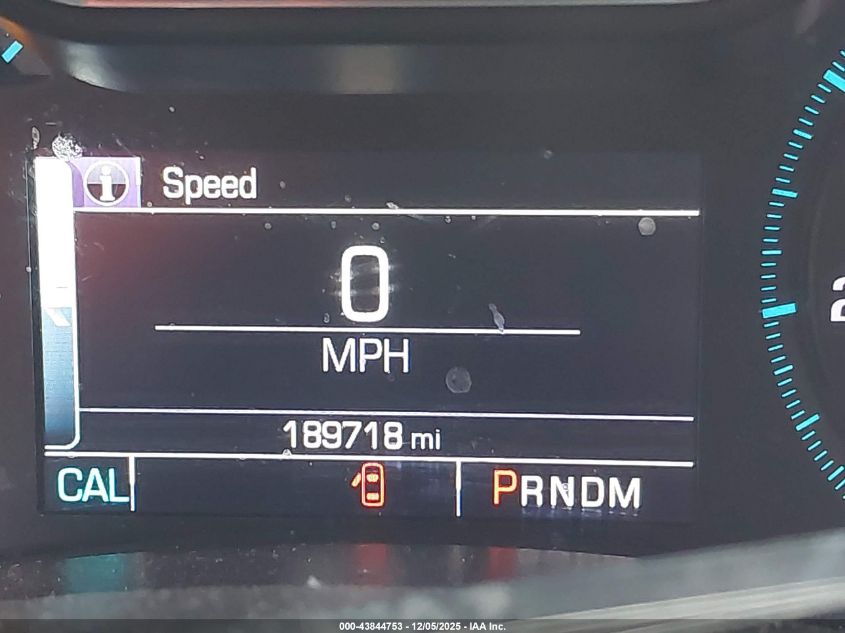 i Speed
0
MPH
189718 mi
CAL PRNDM
000-43844753 - 12/05/2025 - IAA Inc.